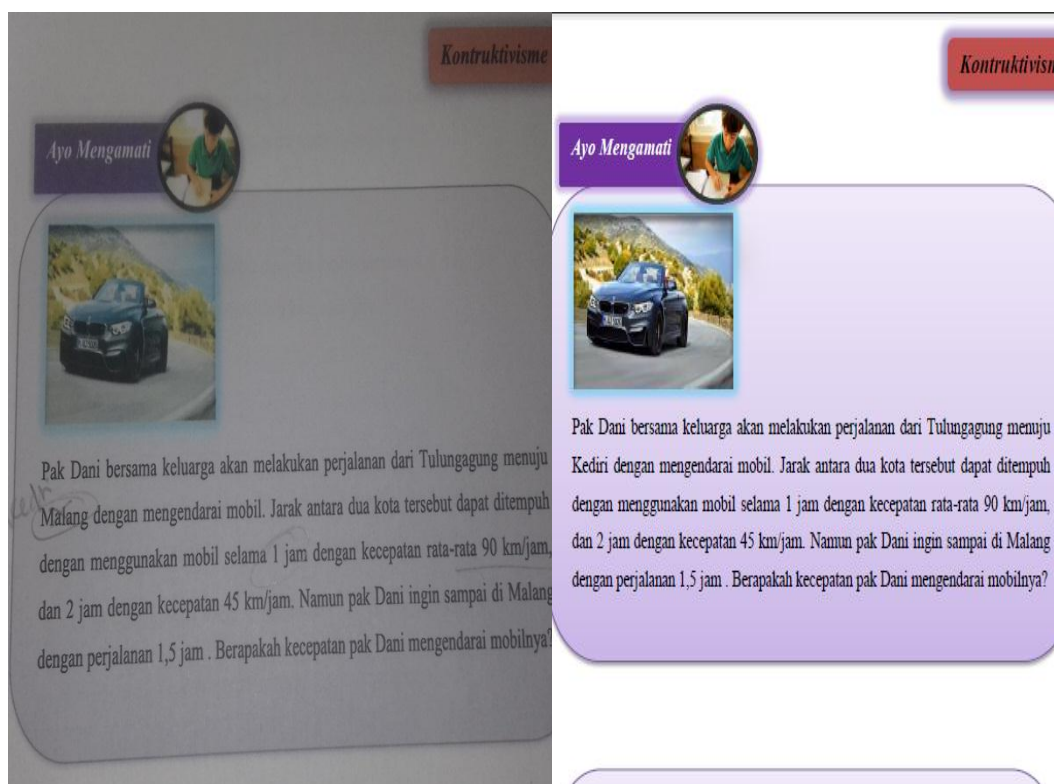 Kontruktivisme
Ayo Mengamati
Pak Dani bersama keluarga akan melakukan perjalanan dari Tulungagung menuju
Malang dengan mengendarai mobil. Jarak antara dua kota tersebut dapat ditempuh
dengan menggunakan mobil selama 1 jam dengan kecepatan rata-rata 90 km/jam,
dan 2 jam dengan kecepatan 45 km/jam. Namun pak Dani ingin sampai di Malang
dengan perjalanan 1,5 jam . Berapakah kecepatan pak Dani mengendarai mobilnya?
Kontruktivism
Ayo Mengamati
Pak Dani bersama keluarga akan melakukan perjalanan dari Tulungagung menuju
Kediri dengan mengendarai mobil. Jarak antara dua kota tersebut dapat ditempuh
dengan menggunakan mobil selama 1 jam dengan kecepatan rata-rata 90 km/jam,
dan 2 jam dengan kecepatan 45 km/jam. Namun pak Dani ingin sampai di Malang
dengan perjalanan 1,5 jam . Berapakah kecepatan pak Dani mengendarai mobilnya?